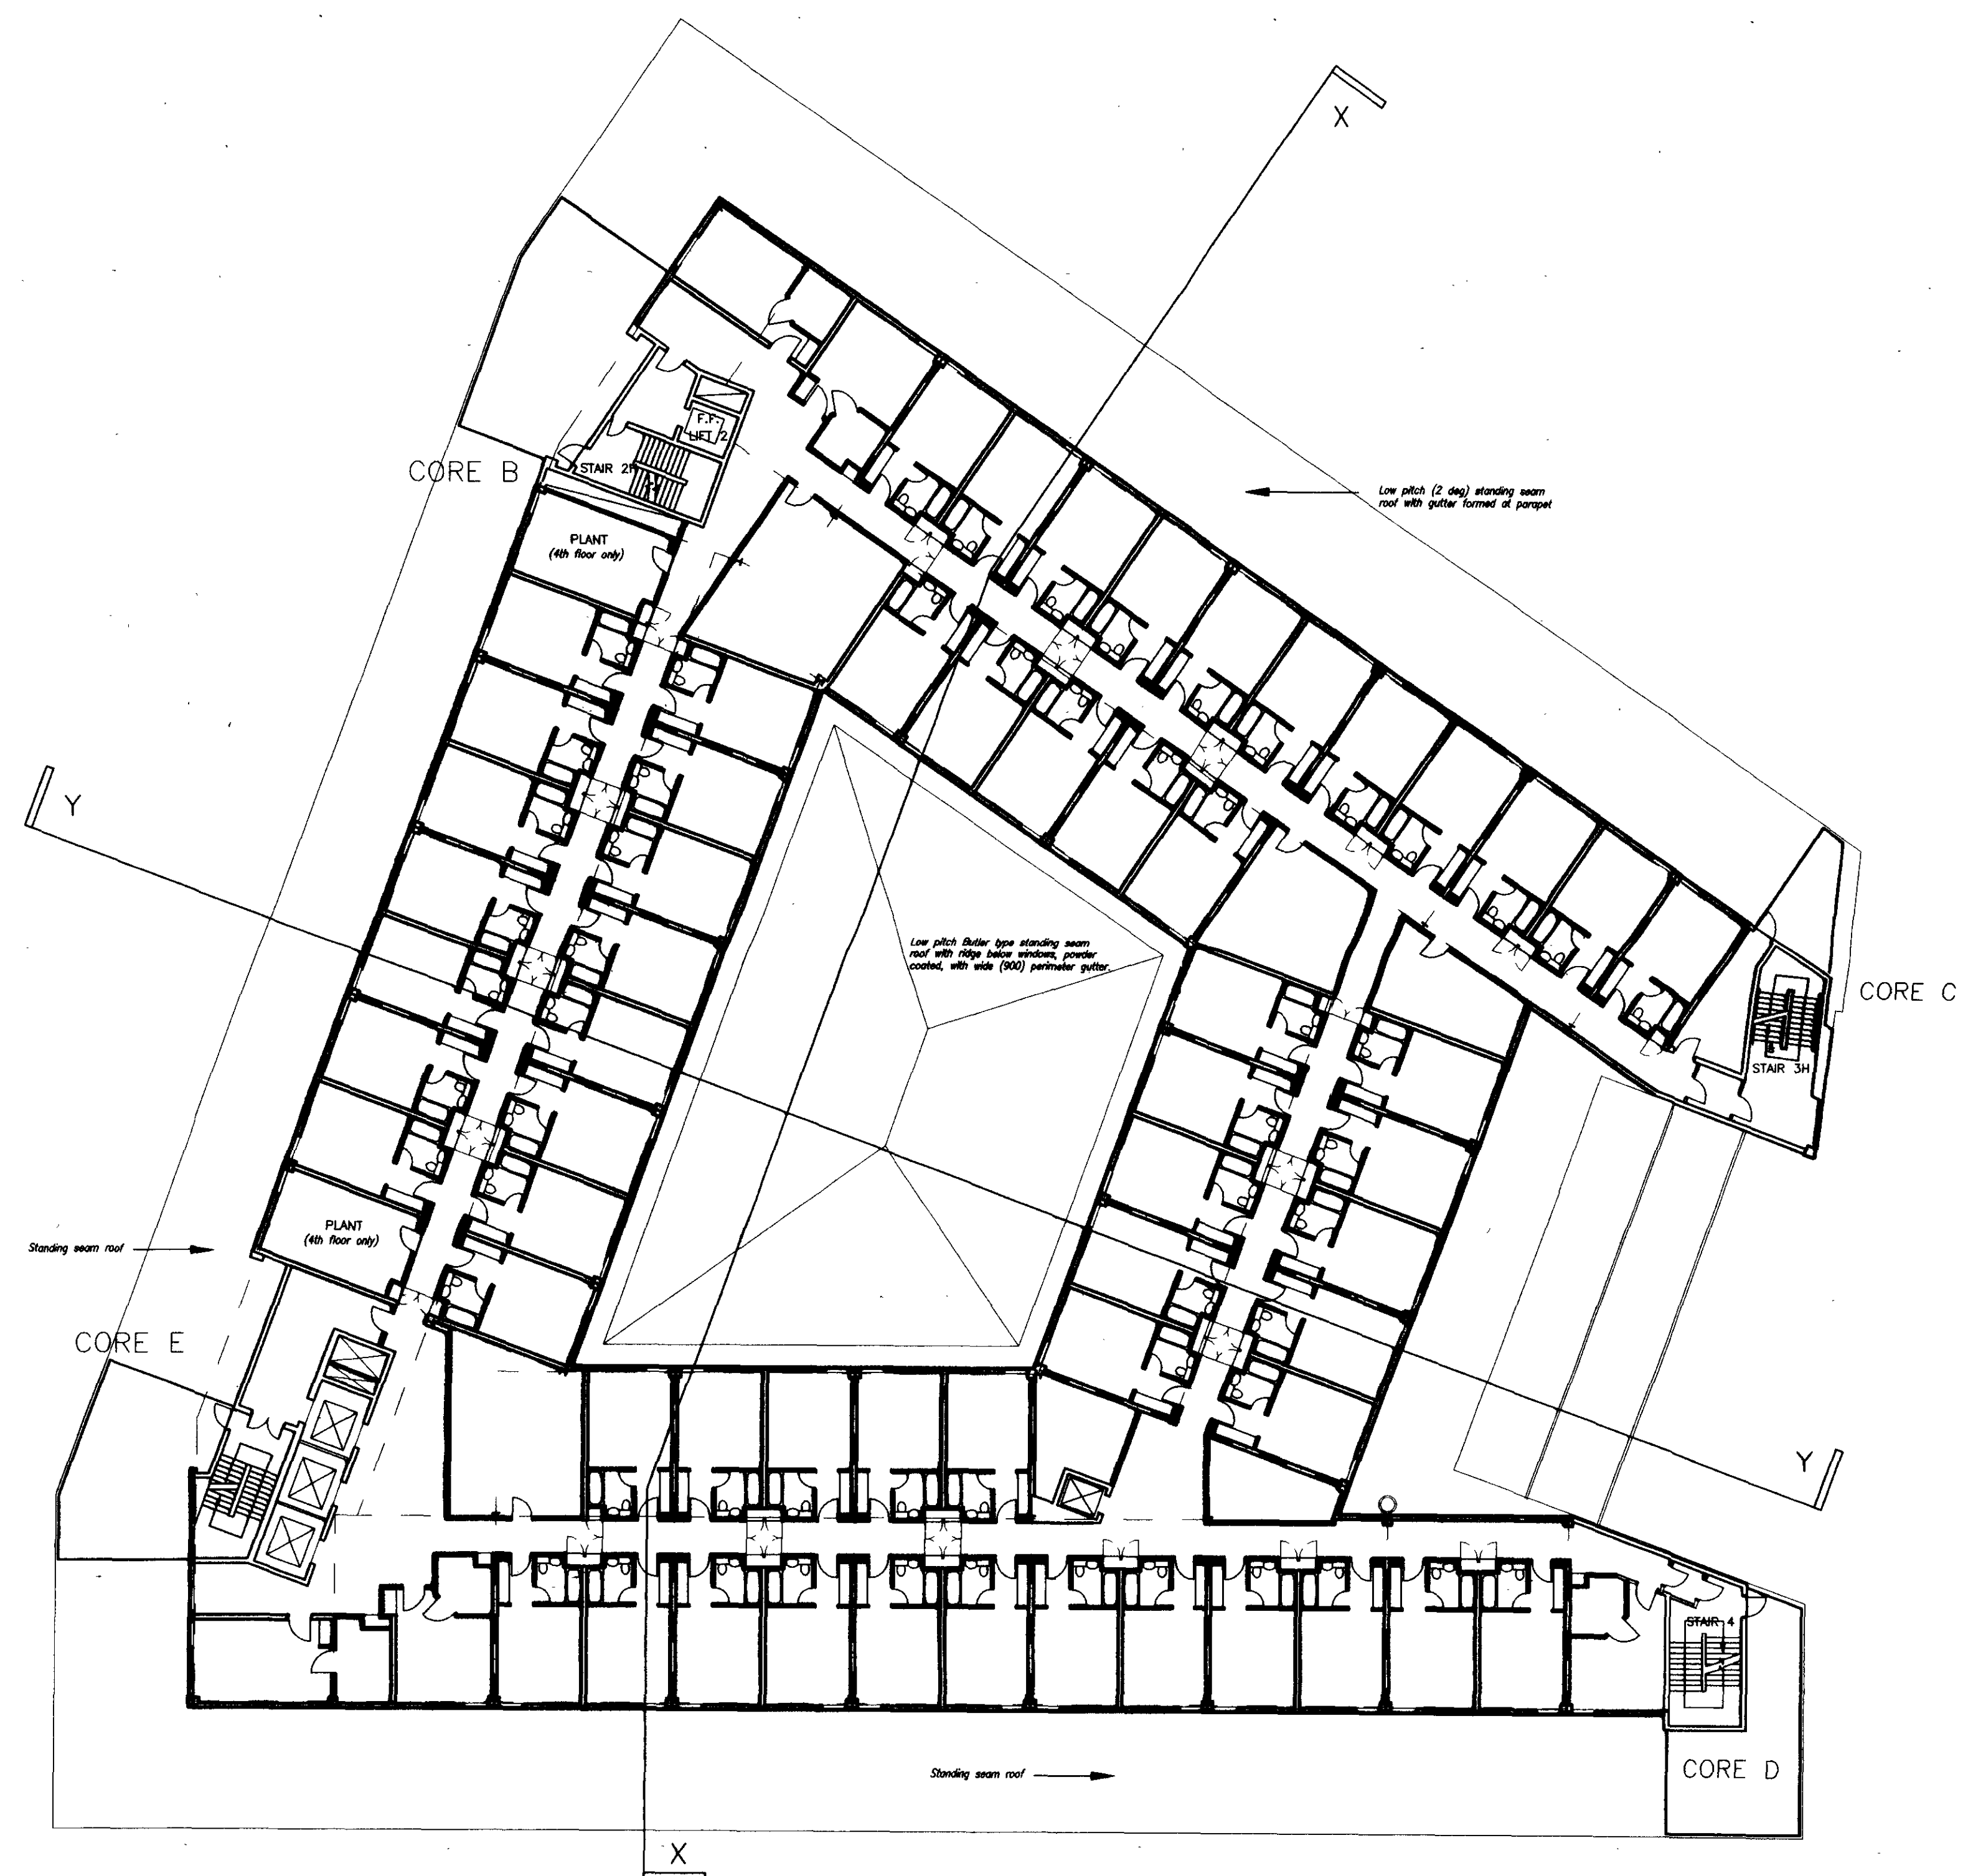 X
CORE B
F.F.
LIFT 2
STAIR 2F
Low pitch (2 deg) standing seam
roof with gutter formed at parapet
PLANT
(4th floor only)
Y
Low pitch Butler type standing seam
roof with ridge below windows, powder
coated, with wide (900) perimeter gutter.
CORE C
STAIR 3H
PLANT
(4th floor only)
Standing seam roof
CORE E
Y
STAIR 4
Standing seam roof
CORE D
X